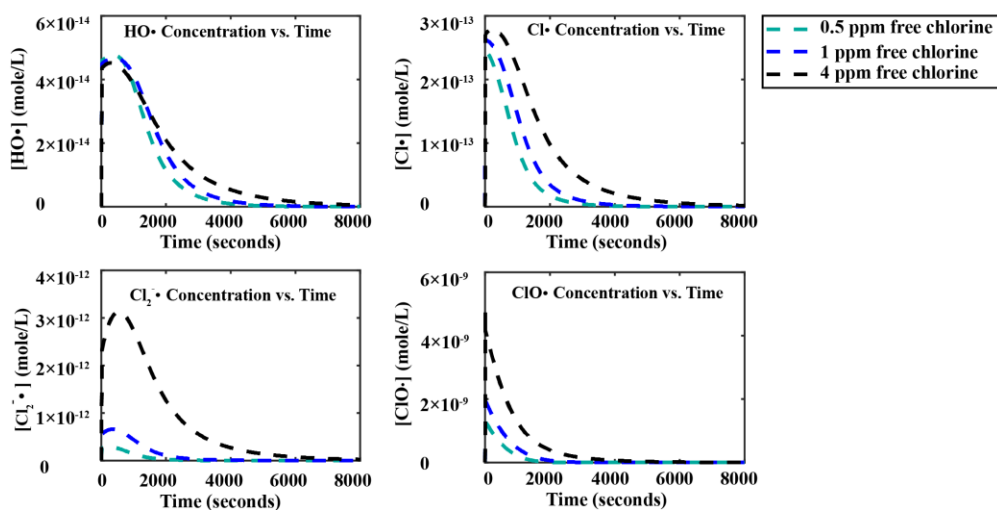 HO• Concentration vs. Time
[HO•] (mole/L)
6×10⁻¹⁴
4×10⁻¹⁴
2×10⁻¹⁴
0
0 2000 4000 6000 8000
Time (seconds)
Cl• Concentration vs. Time
[Cl•] (mole/L)
3×10⁻¹³
2×10⁻¹³
1×10⁻¹³
0
0 2000 4000 6000 8000
Time (seconds)
0.5 ppm free chlorine
1 ppm free chlorine
4 ppm free chlorine
Cl₂⁻• Concentration vs. Time
[Cl₂⁻•] (mole/L)
4×10⁻¹²
3×10⁻¹²
2×10⁻¹²
1×10⁻¹²
0
0 2000 4000 6000 8000
Time (seconds)
ClO• Concentration vs. Time
[ClO•] (mole/L)
6×10⁻⁹
4×10⁻⁹
2×10⁻⁹
0
0 2000 4000 6000 8000
Time (seconds)